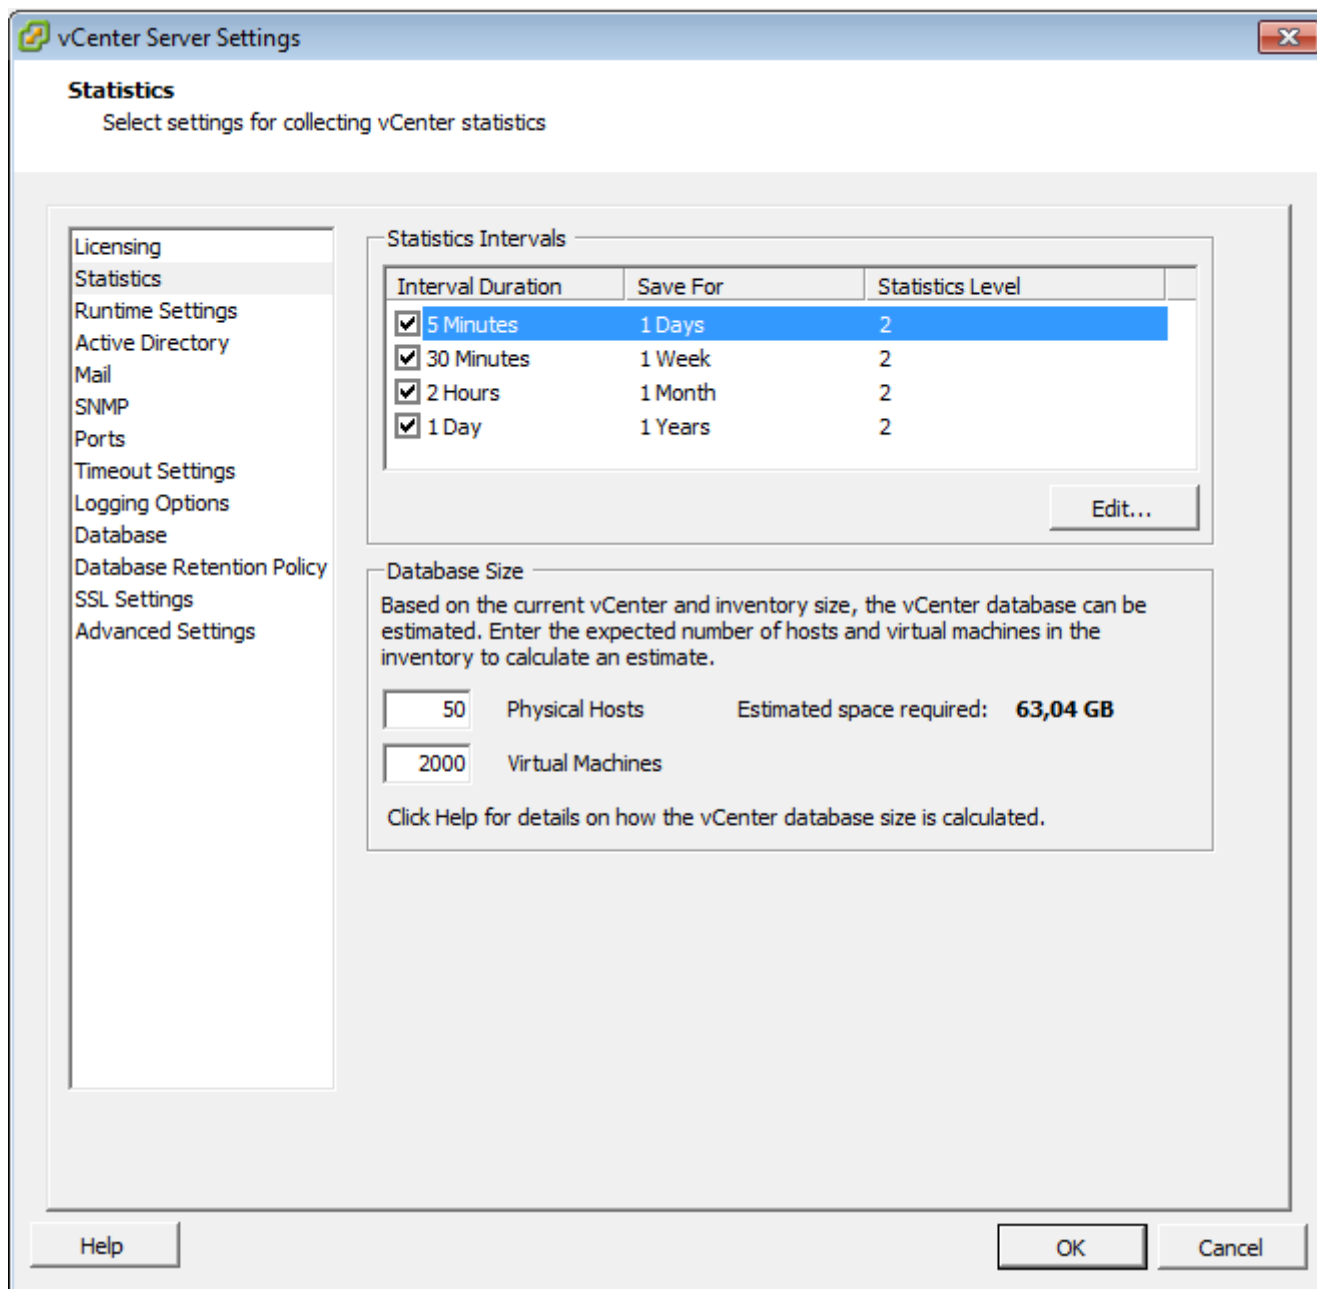 vCenter Server Settings
Statistics
Select settings for collecting vCenter statistics
Licensing
Statistics
Runtime Settings
Active Directory
Mail
SNMP
Ports
Timeout Settings
Logging Options
Database
Database Retention Policy
SSL Settings
Advanced Settings
Statistics Intervals
Interval Duration Save For Statistics Level
5 Minutes 1 Days 2
30 Minutes 1 Week 2
2 Hours 1 Month 2
1 Day 1 Years 2
Edit...
Database Size
Based on the current vCenter and inventory size, the vCenter database can be
estimated. Enter the expected number of hosts and virtual machines in the
inventory to calculate an estimate.
50 Physical Hosts Estimated space required: 63,04 GB
2000 Virtual Machines
Click Help for details on how the vCenter database size is calculated.
Help OK Cancel